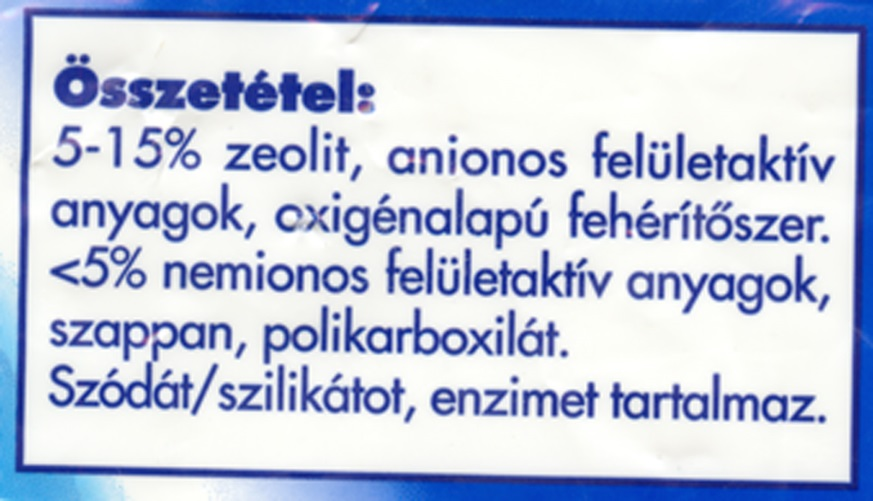 Összetétel:
5-15% zeolit, anionos felületaktív
anyagok, oxigénalapú fehérítőszer.
<5% nemionos felületaktív anyagok,
szappan, polikarboxilát.
Szódát/szilikátot, enzimet tartalmaz.